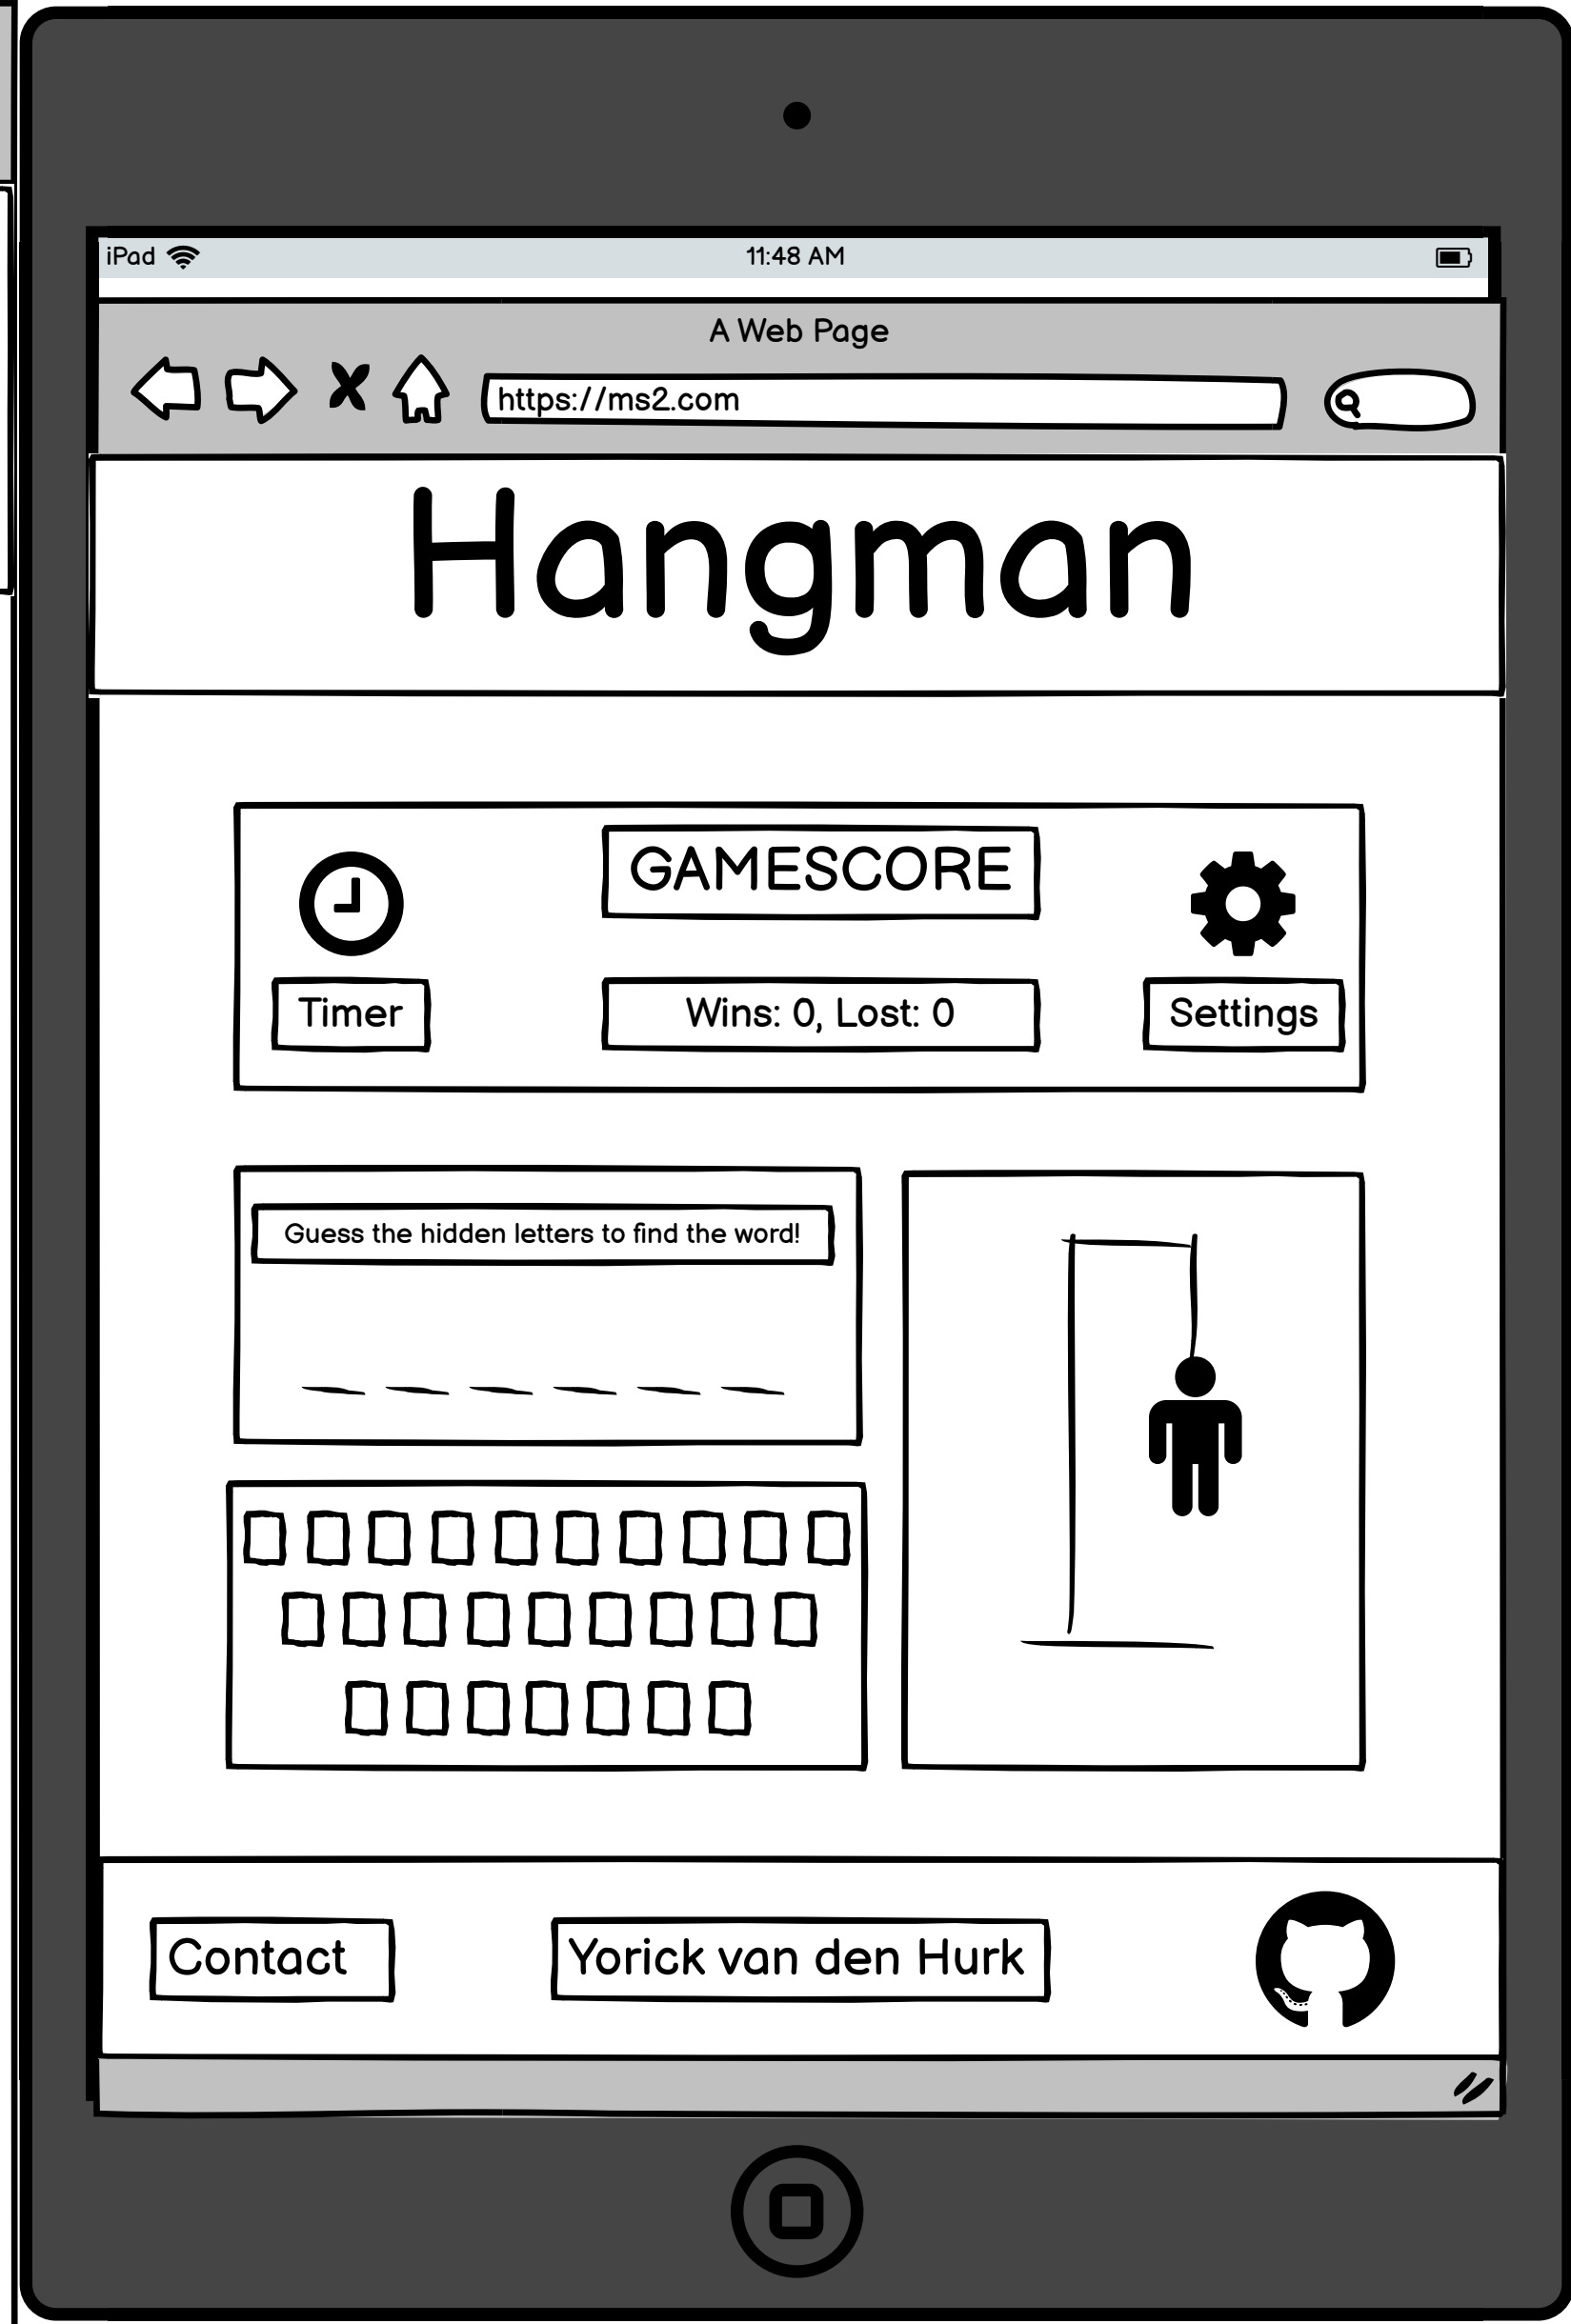 iPad 11:48 AM
A Web Page
https://ms2.com
Hangman
GAMESCORE
Timer Wins: 0, Lost: 0 Settings
Guess the hidden letters to find the word!
Contact Yorick van den Hurk